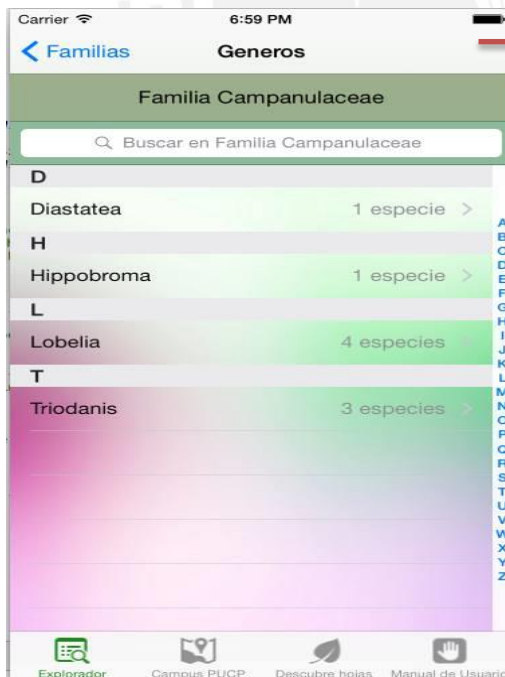 Carrier 6:59 PM
Familias Generos
Familia Campanulaceae
Buscar en Familia Campanulaceae
D
Diastatea 1 especie
H
Hippobroma 1 especie
L
Lobelia 4 especies
T
Triodanis 3 especies
A
B
C
D
E
F
G
H
I
J
K
L
M
N
O
P
Q
R
S
T
U
V
W
X
Y
Z
Explorador Campus PUCP Descubre hojas Manual de Usuario